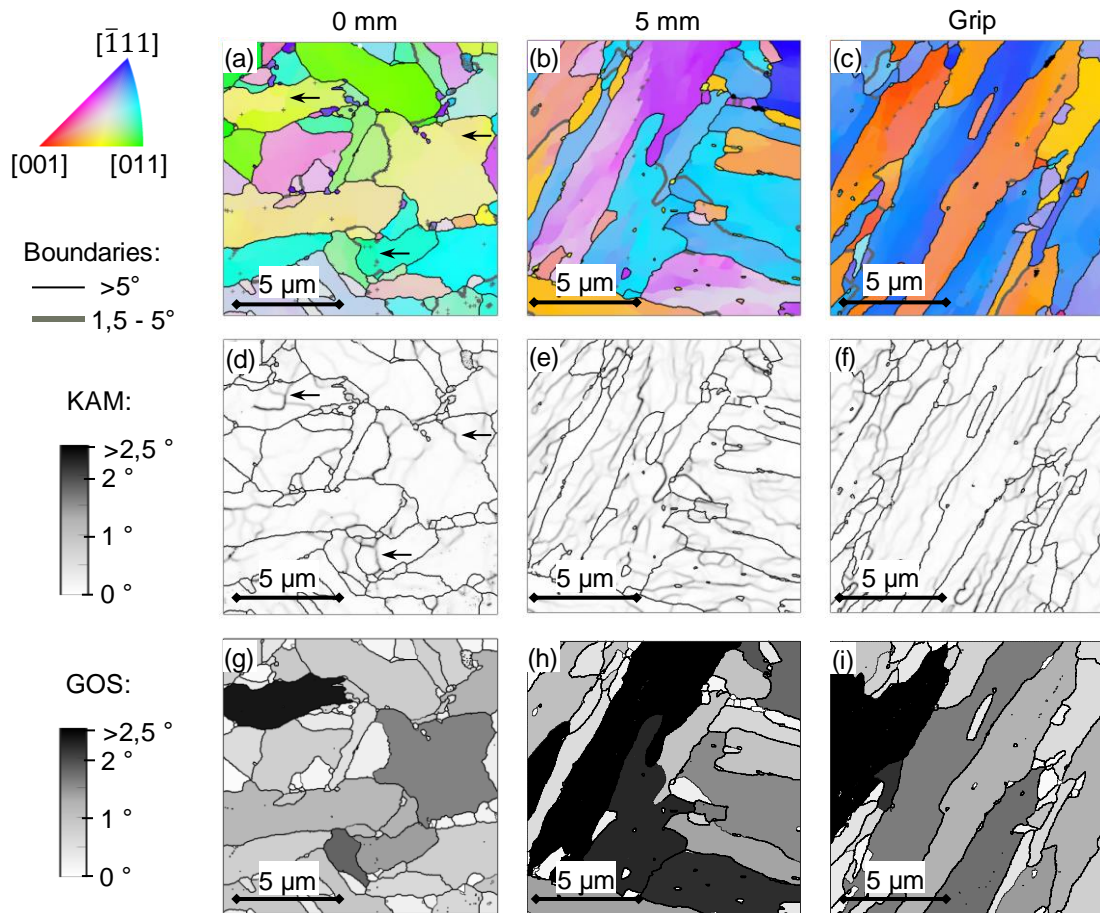 0 mm 5 mm Grip
[1̅11]
(a) (b) (c)
[001] [011]
Boundaries:
>5°
1,5 - 5°
5 µm 5 µm 5 µm
(d) (e) (f)
KAM:
>2,5 °
2 °
1 °
0 °
5 µm 5 µm 5 µm
(g) (h) (i)
GOS:
>2,5 °
2 °
1 °
0 °
5 µm 5 µm 5 µm